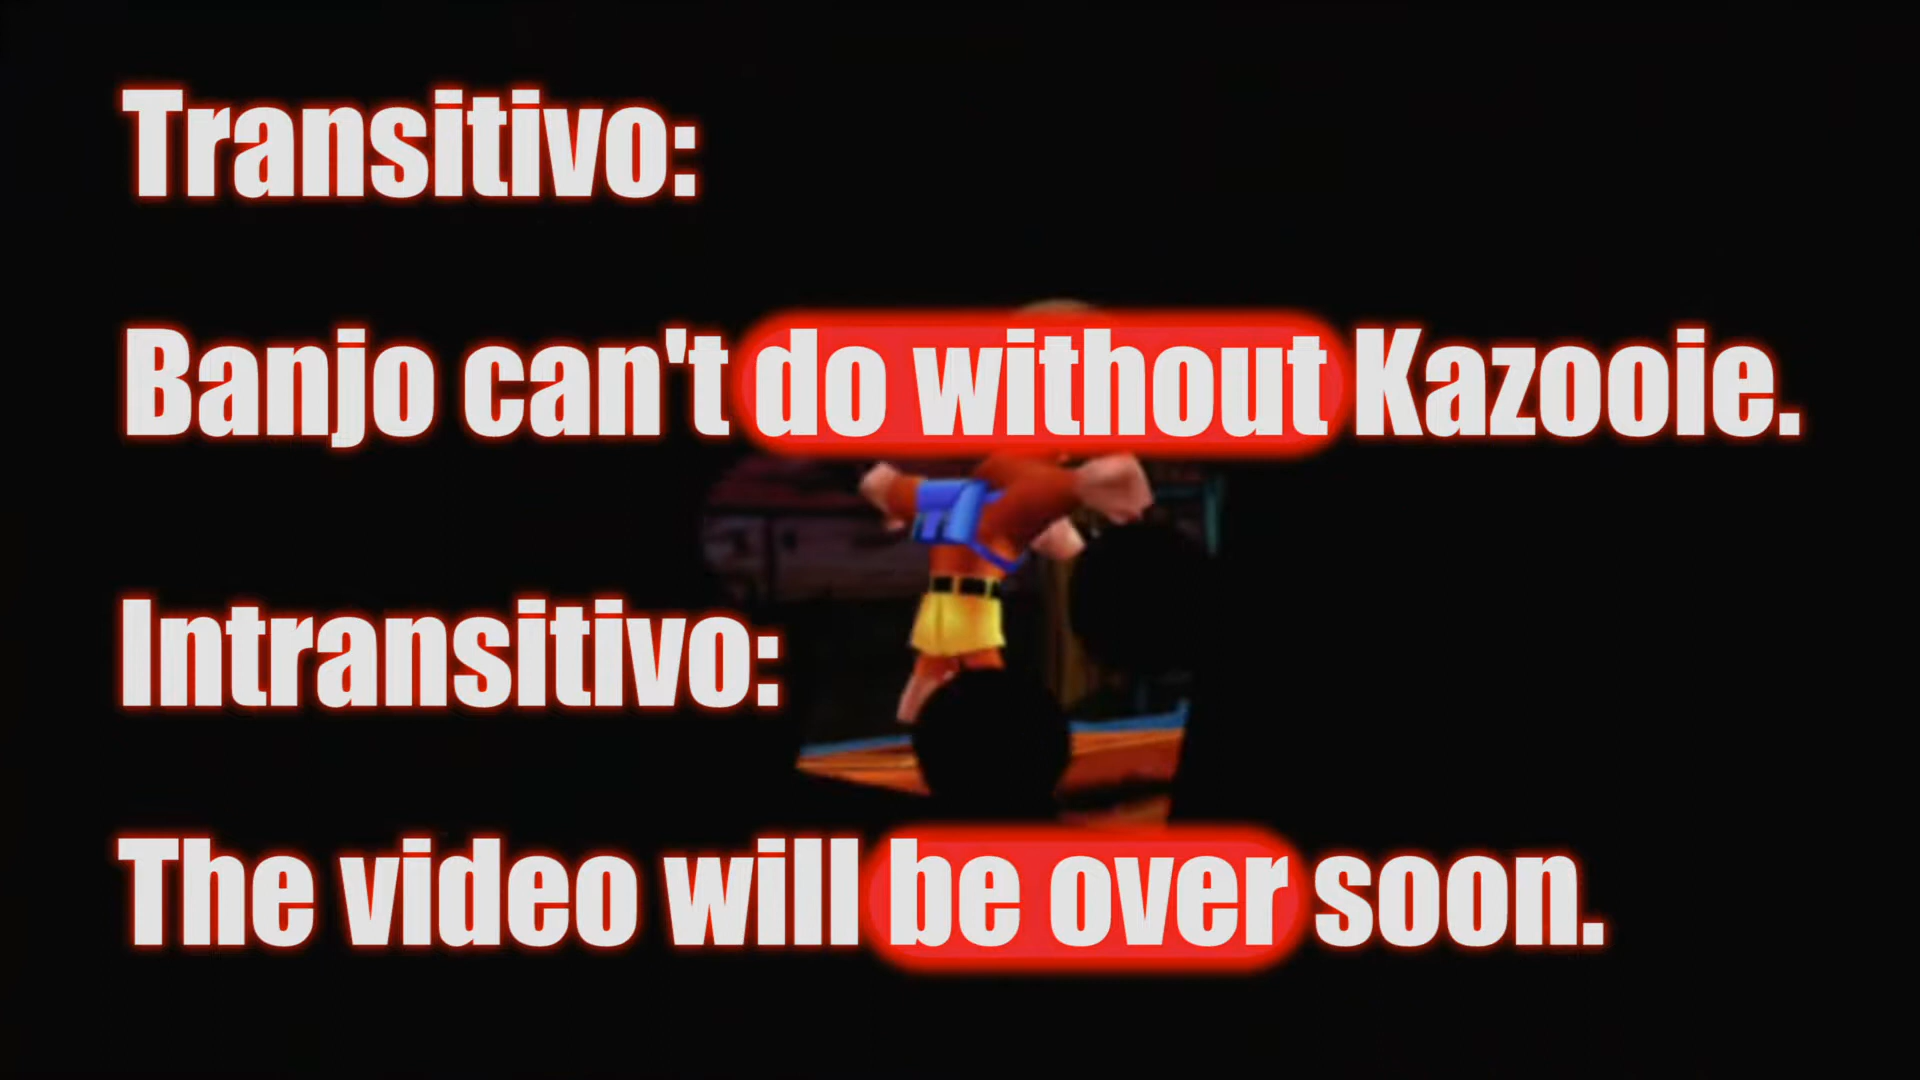 Transitivo:
Banjo can't do without Kazooie.
Intransitivo:
The video will be over soon.